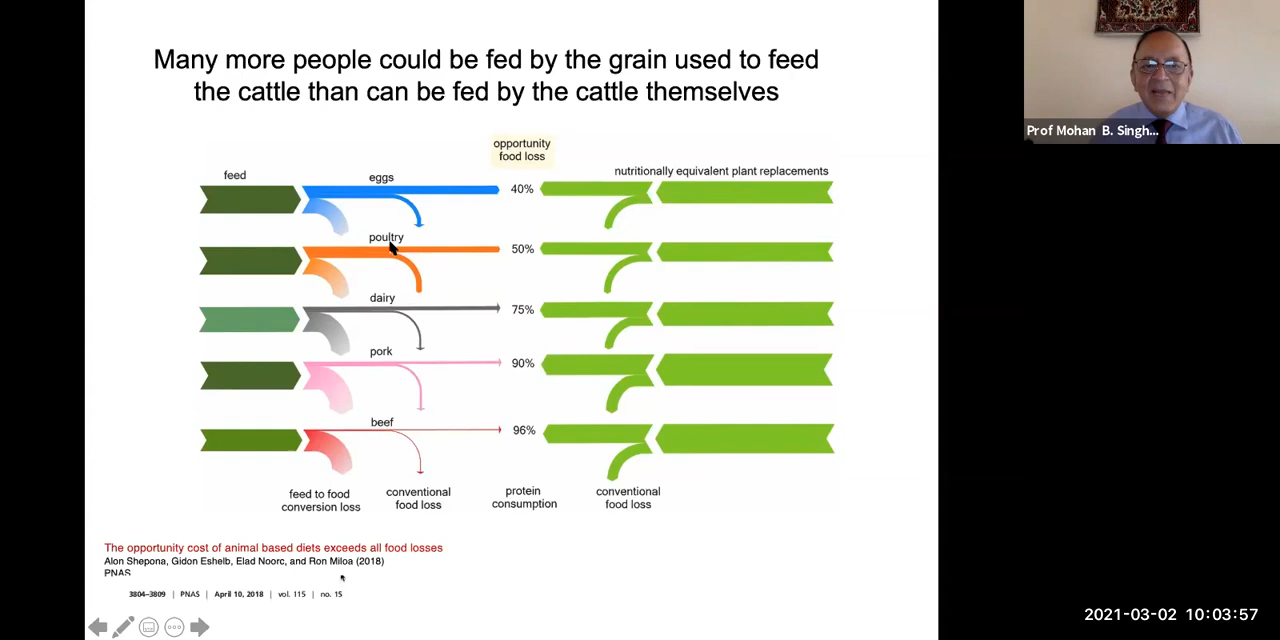 Many more people could be fed by the grain used to feed
the cattle than can be fed by the cattle themselves
Prof Mohan B. Singh...
opportunity
food loss
feed
eggs
40%
nutritionally equivalent plant replacements
poultry
50%
dairy
75%
pork
90%
beef
96%
feed to food
conversion loss
conventional
food loss
protein
consumption
conventional
food loss
The opportunity cost of animal based diets exceeds all food losses
Alon Shepona, Gidon Eshelb, Elad Noorc, and Ron Miloa (2018)
PNAS
3804–3809 | PNAS | April 10, 2018 | vol. 115 | no. 15
2021-03-02 10:03:57